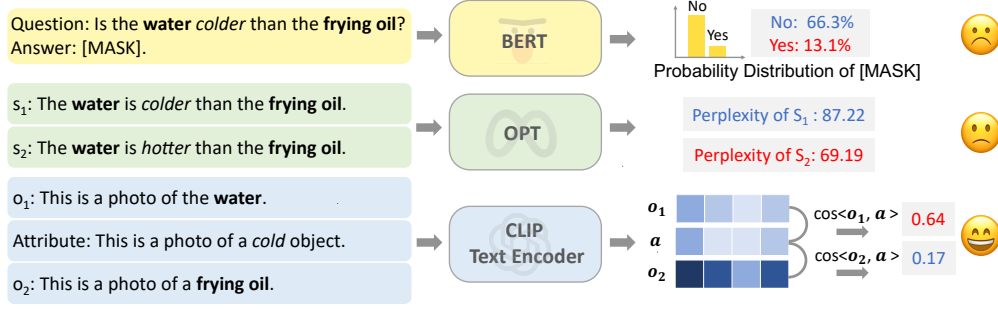 Question: Is the water colder than the frying oil?
Answer: [MASK].
BERT
No
Yes
No: 66.3%
Yes: 13.1%
Probability Distribution of [MASK]
s1: The water is colder than the frying oil.
s2: The water is hotter than the frying oil.
OPT
Perplexity of S1 : 87.22
Perplexity of S2: 69.19
o1: This is a photo of the water.
Attribute: This is a photo of a cold object.
o2: This is a photo of a frying oil.
CLIP
Text Encoder
o1
a
o2
cos<o1, a >
0.64
cos<o2, a >
0.17